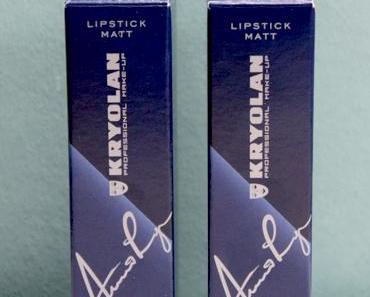 LIPSTICK
MATT
KRYOLAN
PROFESSIONAL MAKE-UP
LIPSTICK
MATT
KRYOLAN
PROFESSIONAL MAKE-UP